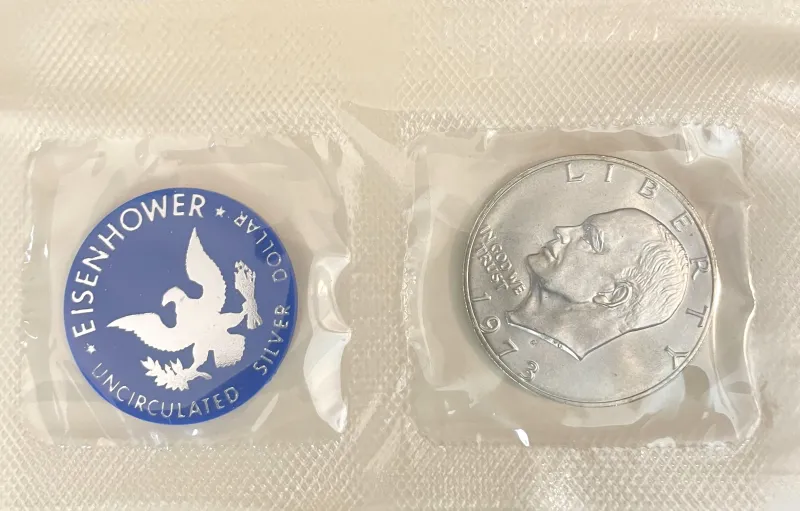 ★ EISENHOWER ★
UNCIRCULATED SILVER DOLLAR
LIBERTY
IN GOD WE
TRUST
1973